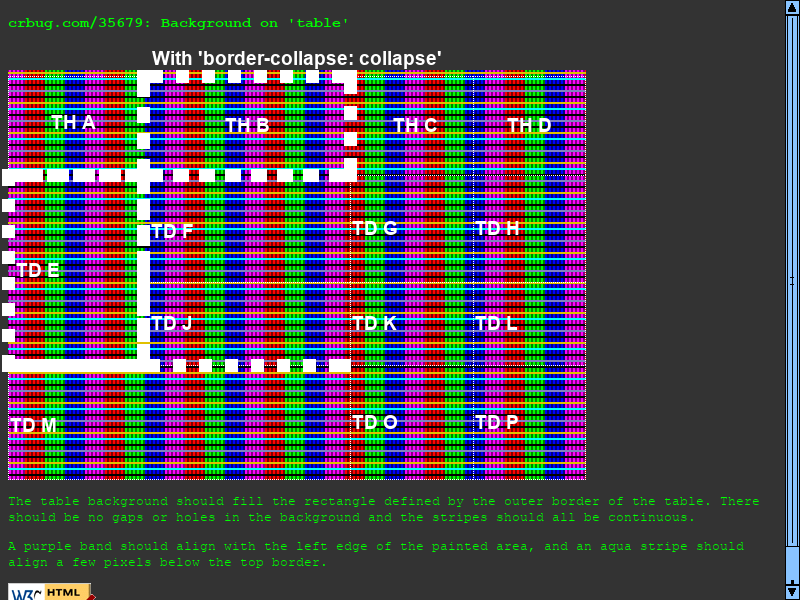 crbug.com/35679: Background on 'table'
With 'border-collapse: collapse'
TH A TH B TH C TH D
TD F TD G TD H
TD E
TD J TD K TD L
TD M TD O TD P
The table background should fill the rectangle defined by the outer border of the table. There
should be no gaps or holes in the background and the stripes should all be continuous.
A purple band should align with the left edge of the painted area, and an aqua stripe should
align a few pixels below the top border.
W3C HTML